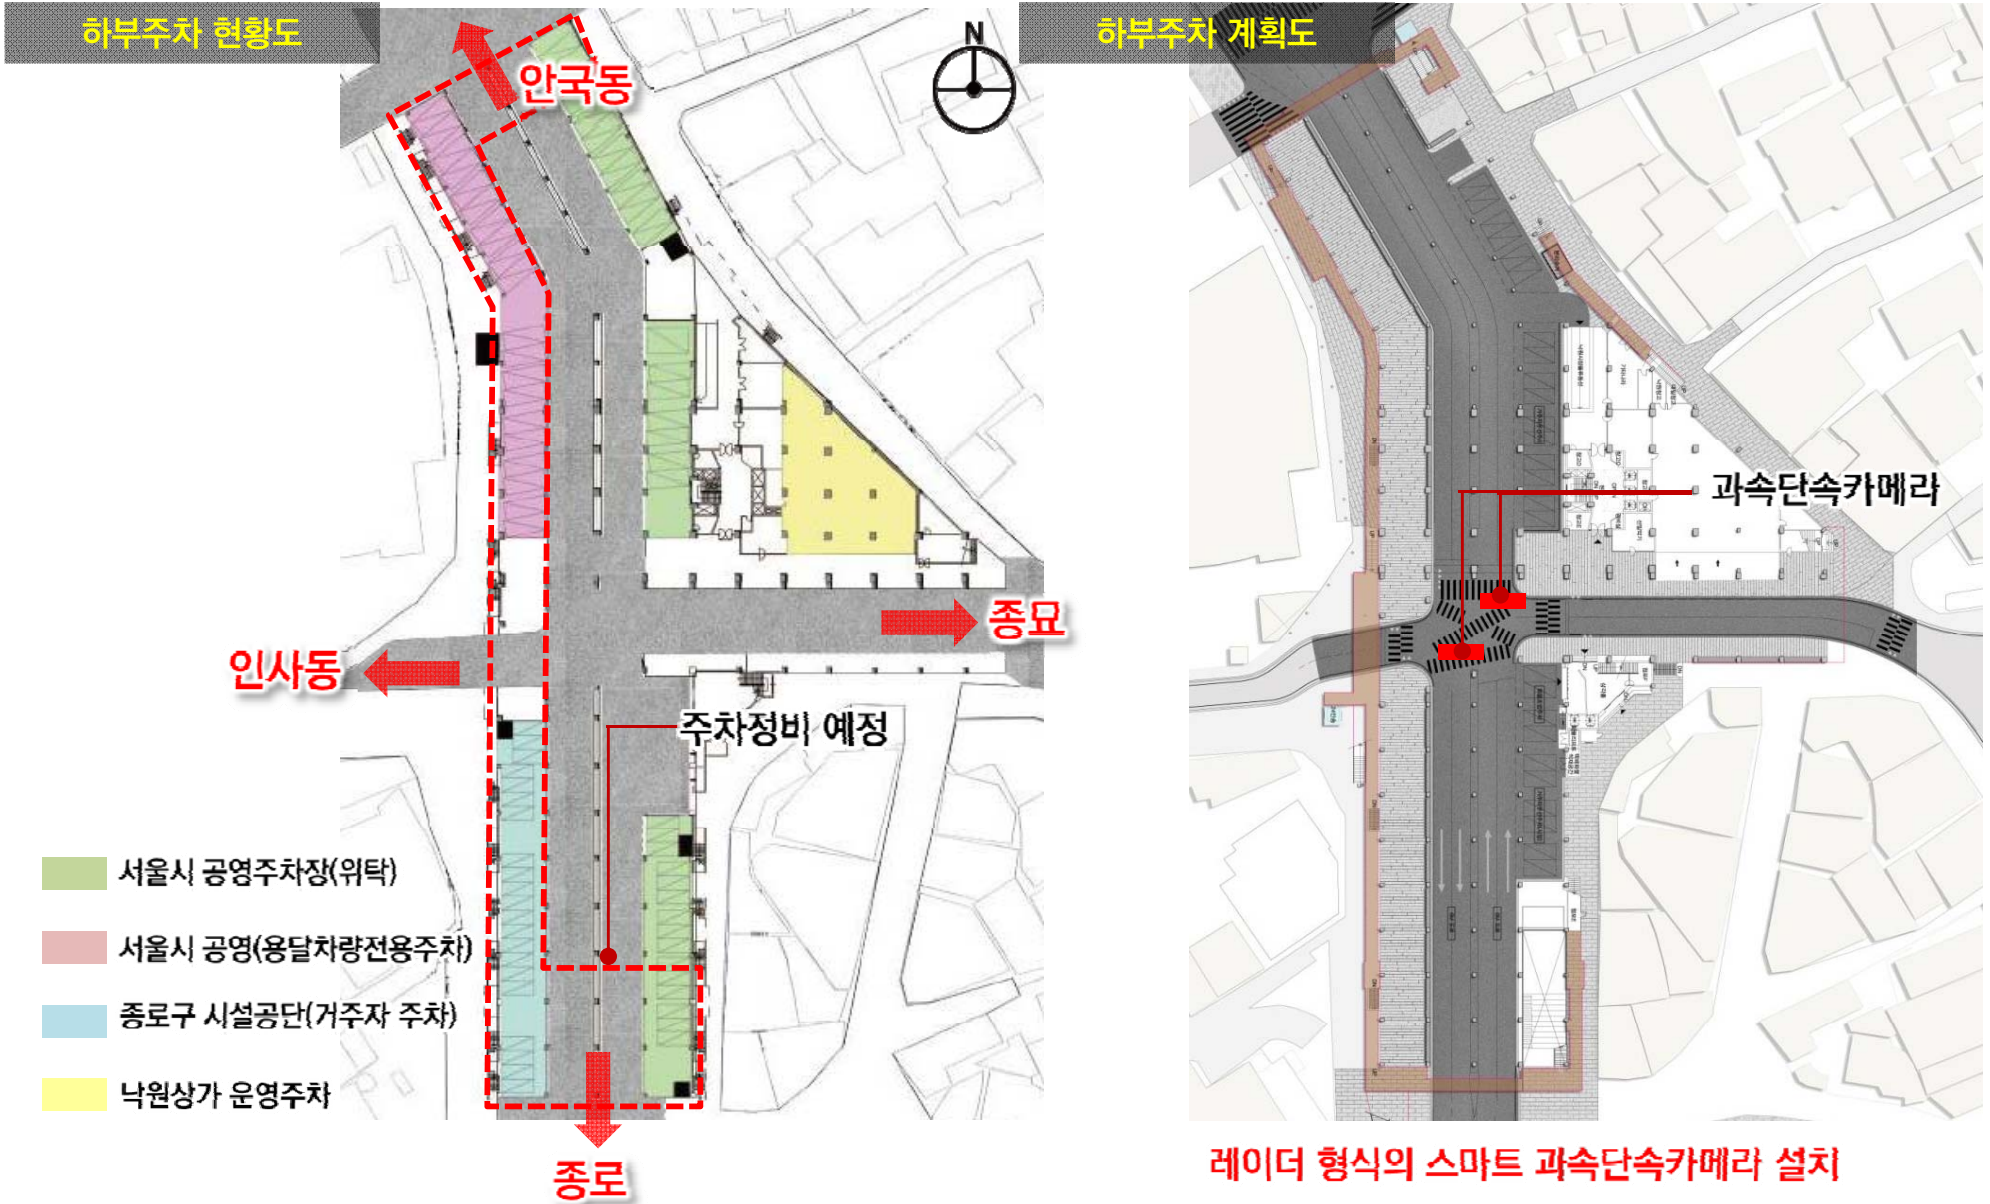 하부주차 현황도
하부주차 계획도
N
안국동
종묘
인사동
주차정비 예정
종로
서울시 공영주차장(위탁)
서울시 공영(용달차량전용주차)
종로구 시설공단(거주자 주차)
낙원상가 운영주차
과속단속카메라
레이더 형식의 스마트 과속단속카메라 설치